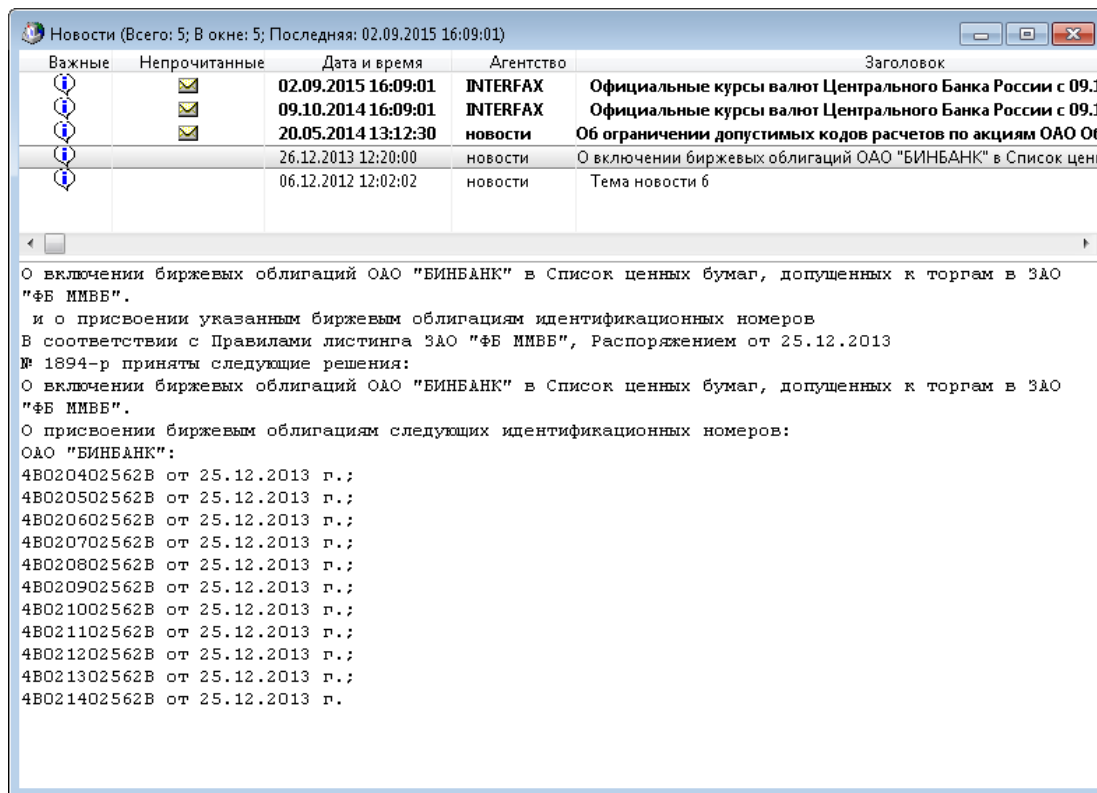 Новости (Всего: 5; В окне: 5; Последняя: 02.09.2015 16:09:01)
Важные Непрочитанные Дата и время Агентство Заголовок
02.09.2015 16:09:01 INTERFAX Официальные курсы валют Центрального Банка России с 09.1
09.10.2014 16:09:01 INTERFAX Официальные курсы валют Центрального Банка России с 09.1
20.05.2014 13:12:30 новости Об ограничении допустимых кодов расчетов по акциям ОАО Об
26.12.2013 12:20:00 новости О включении биржевых облигаций ОАО "БИНБАНК" в Список цен
06.12.2012 12:02:02 новости Тема новости 6
О включении биржевых облигаций ОАО "БИНБАНК" в Список ценных бумаг, допущенных к торгам в ЗАО
"ФБ ММВБ".
и о присвоении указанным биржевым облигациям идентификационных номеров
В соответствии с Правилами листинга ЗАО "ФБ ММВБ", Распоряжением от 25.12.2013
№ 1894-р приняты следующие решения:
О включении биржевых облигаций ОАО "БИНБАНК" в Список ценных бумаг, допущенных к торгам в ЗАО
"ФБ ММВБ".
О присвоении биржевым облигациям следующих идентификационных номеров:
ОАО "БИНБАНК":
4B020402562B от 25.12.2013 г.;
4B020502562B от 25.12.2013 г.;
4B020602562B от 25.12.2013 г.;
4B020702562B от 25.12.2013 г.;
4B020802562B от 25.12.2013 г.;
4B020902562B от 25.12.2013 г.;
4B021002562B от 25.12.2013 г.;
4B021102562B от 25.12.2013 г.;
4B021202562B от 25.12.2013 г.;
4B021302562B от 25.12.2013 г.;
4B021402562B от 25.12.2013 г.